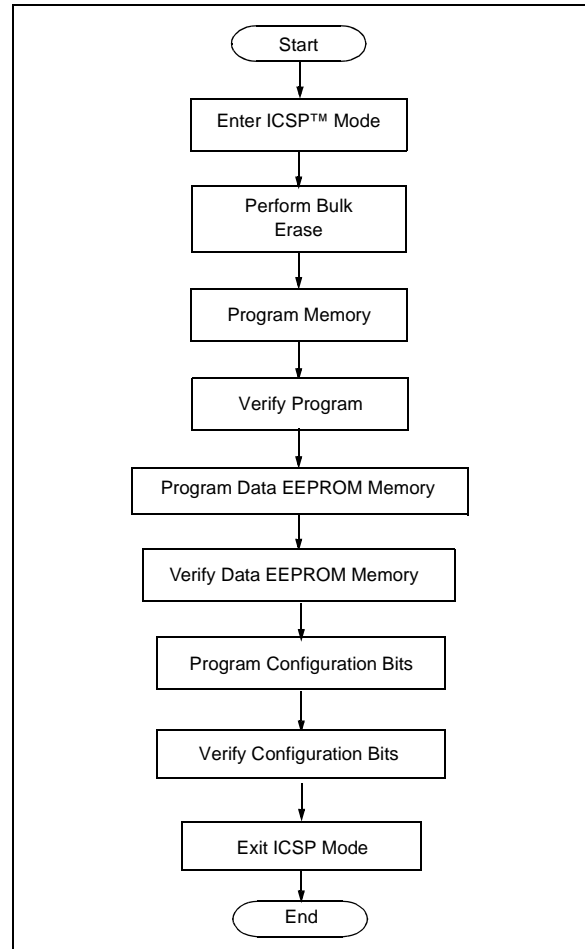 Start
Enter ICSP™ Mode
Perform Bulk
Erase
Program Memory
Verify Program
Program Data EEPROM Memory
Verify Data EEPROM Memory
Program Configuration Bits
Verify Configuration Bits
Exit ICSP Mode
End